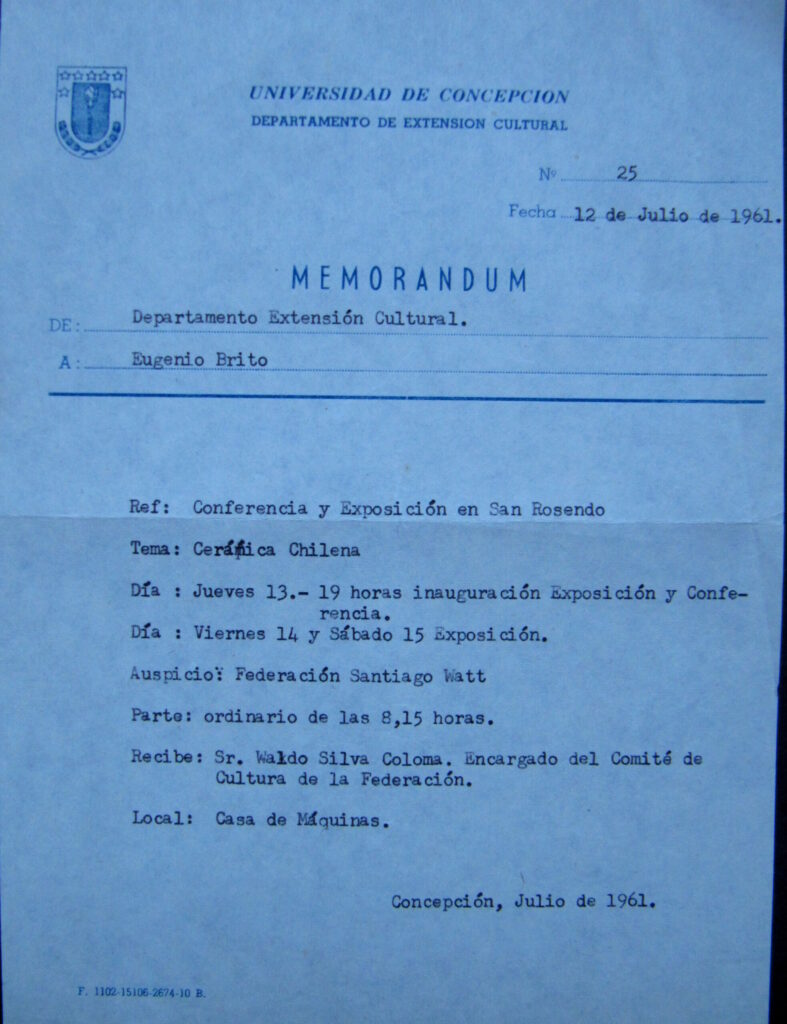 UNIVERSIDAD DE CONCEPCION
DEPARTAMENTO DE EXTENSION CULTURAL
Nº 25
Fecha 12 de Julio de 1961.
MEMORANDUM
DE: Departamento Extensión Cultural.
A: Eugenio Brito
Ref: Conferencia y Exposición en San Rosendo
Tema: Cerámica Chilena
Día : Jueves 13.- 19 horas inauguración Exposición y Confe-
rencia.
Día : Viernes 14 y Sábado 15 Exposición.
Auspicio: Federación Santiago Watt
Parte: ordinario de las 8,15 horas.
Recibe: Sr. Waldo Silva Coloma. Encargado del Comité de
Cultura de la Federación.
Local: Casa de Máquinas.
Concepción, Julio de 1961.
F. 1102-15106-2674-10 B.